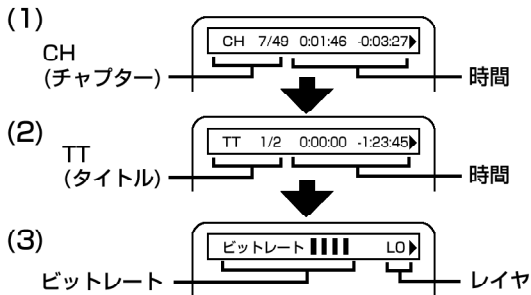 (1)
CH 7/49 0:01:46 -0:03:27
CH
(チャプター)
時間
(2)
TT 1/2 0:00:00 -1:23:45
TT
(タイトル)
時間
(3)
ビットレート L0
ビットレート
レイヤ